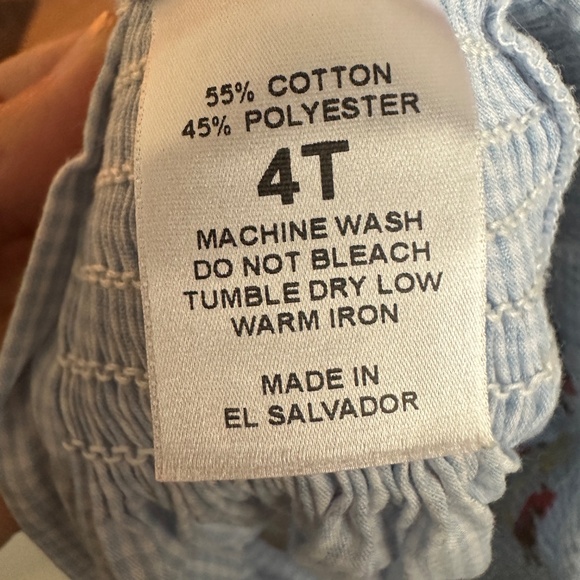 55% COTTON
45% POLYESTER
4T
MACHINE WASH
DO NOT BLEACH
TUMBLE DRY LOW
WARM IRON
MADE IN
EL SALVADOR